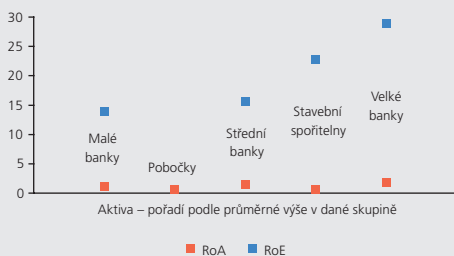 30
25
20
15
10
5
0
Malé
banky
Pobočky
Střední
banky
Stavební
spořitelny
Velké
banky
Aktiva – pořadí podle průměrné výše v dané skupině
RoA RoE